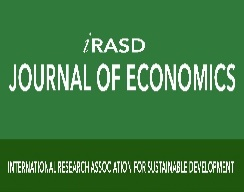 iRASD
JOURNAL OF ECONOMICS
INTERNATIONAL RESEARCH ASSOCIATION FOR SUSTAINABLE DEVELOPMENT